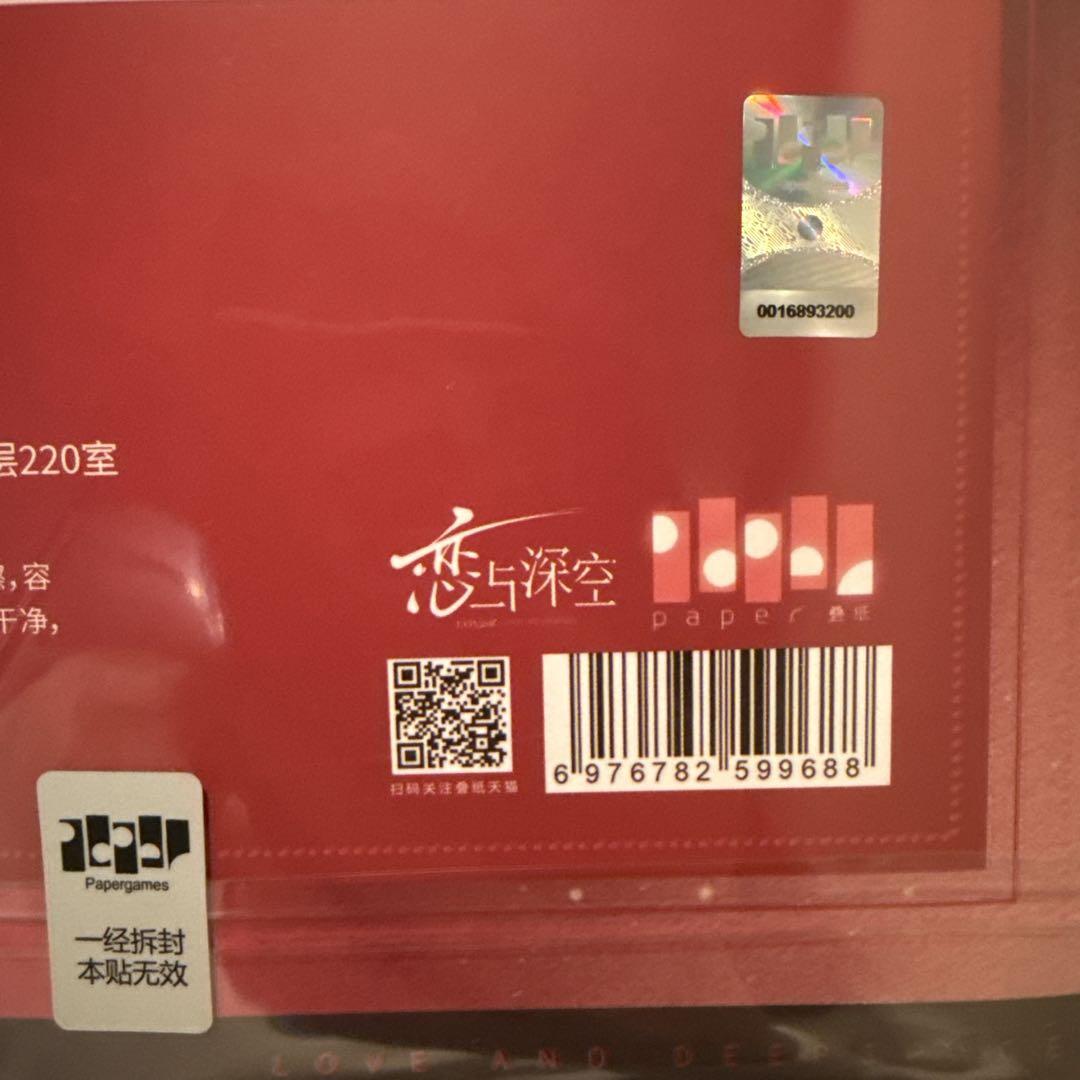 0016893200
层220室
,容
干净,
恋与深空
paper 叠纸
6 976782 599688
扫码关注叠纸天猫
paper
Papergames
一经拆封
本贴无效
LOVE AND DEEPSPACE